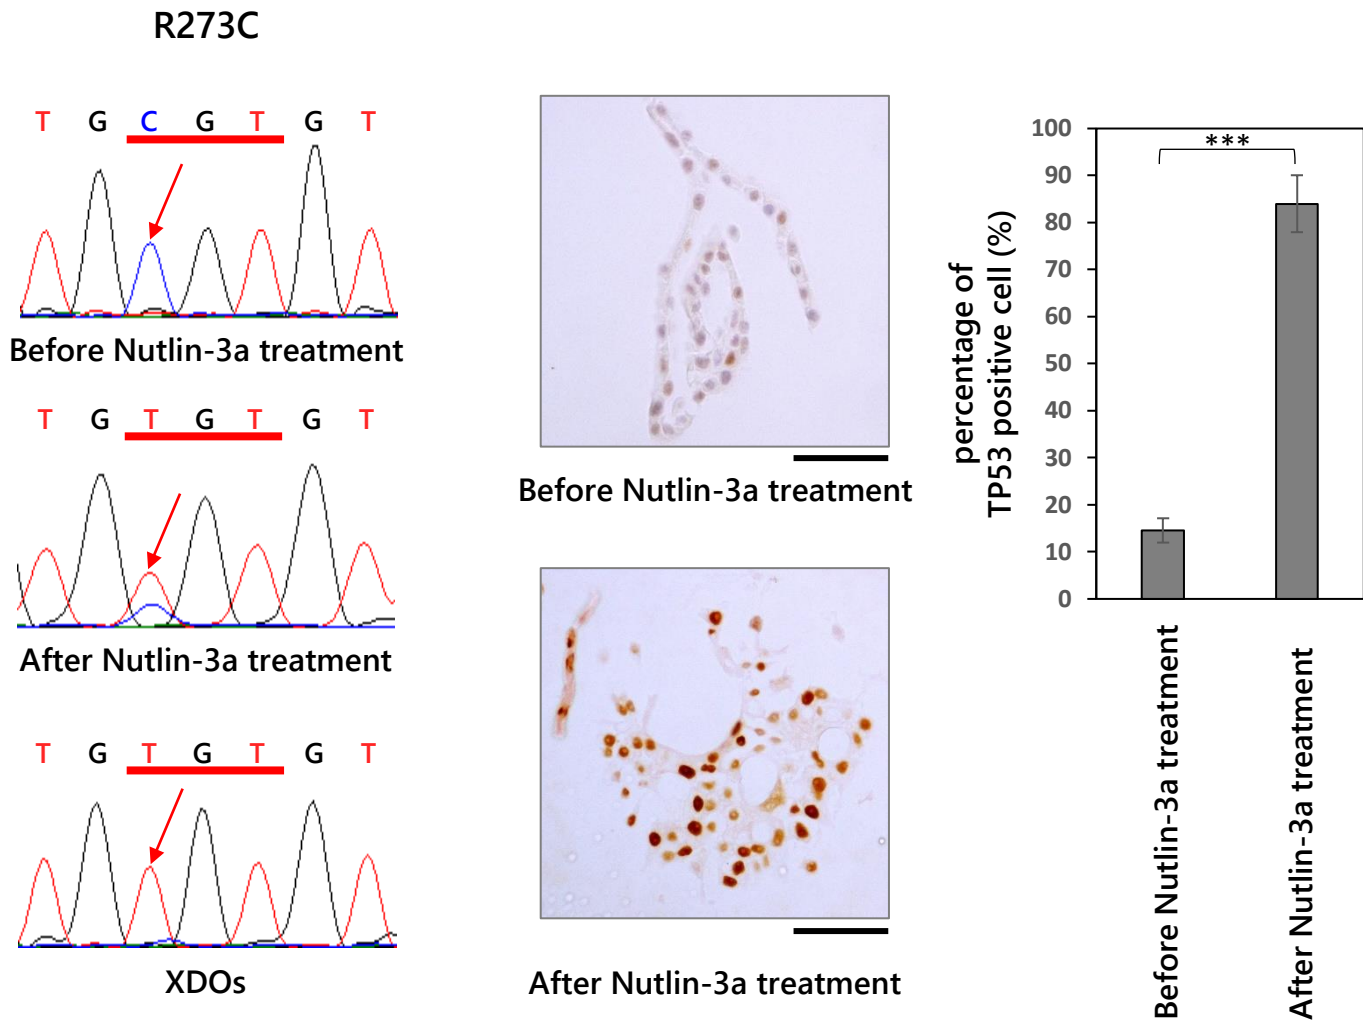 R273C
T G C G T G T
Before Nutlin-3a treatment
T G T G T G T
After Nutlin-3a treatment
T G T G T G T
XDOs
Before Nutlin-3a treatment
After Nutlin-3a treatment
percentage of
TP53 positive cell (%)
100
90
80
70
60
50
40
30
20
10
0
***
Before Nutlin-3a treatment
After Nutlin-3a treatment